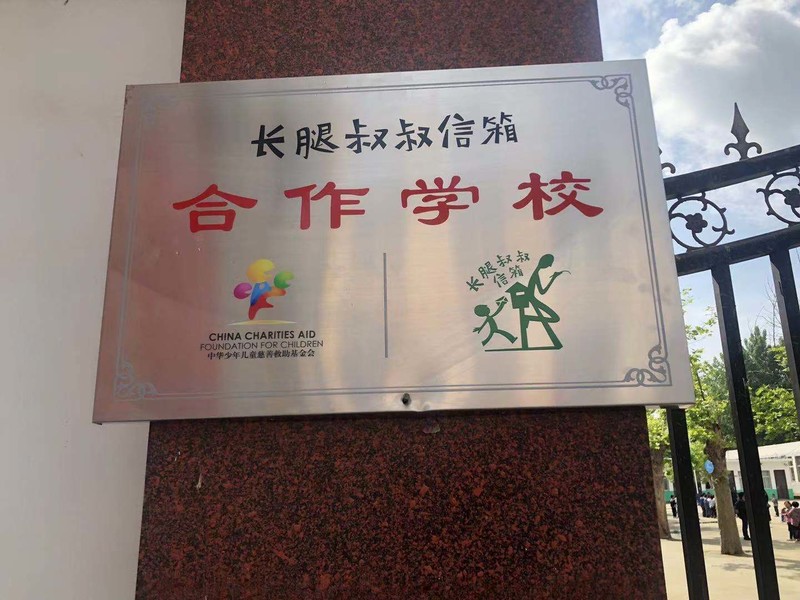 长腿叔叔信箱
合作学校
CHINA CHARITIES AID
FOUNDATION FOR CHILDREN
中华少年儿童慈善救助基金会
长腿叔叔
信箱